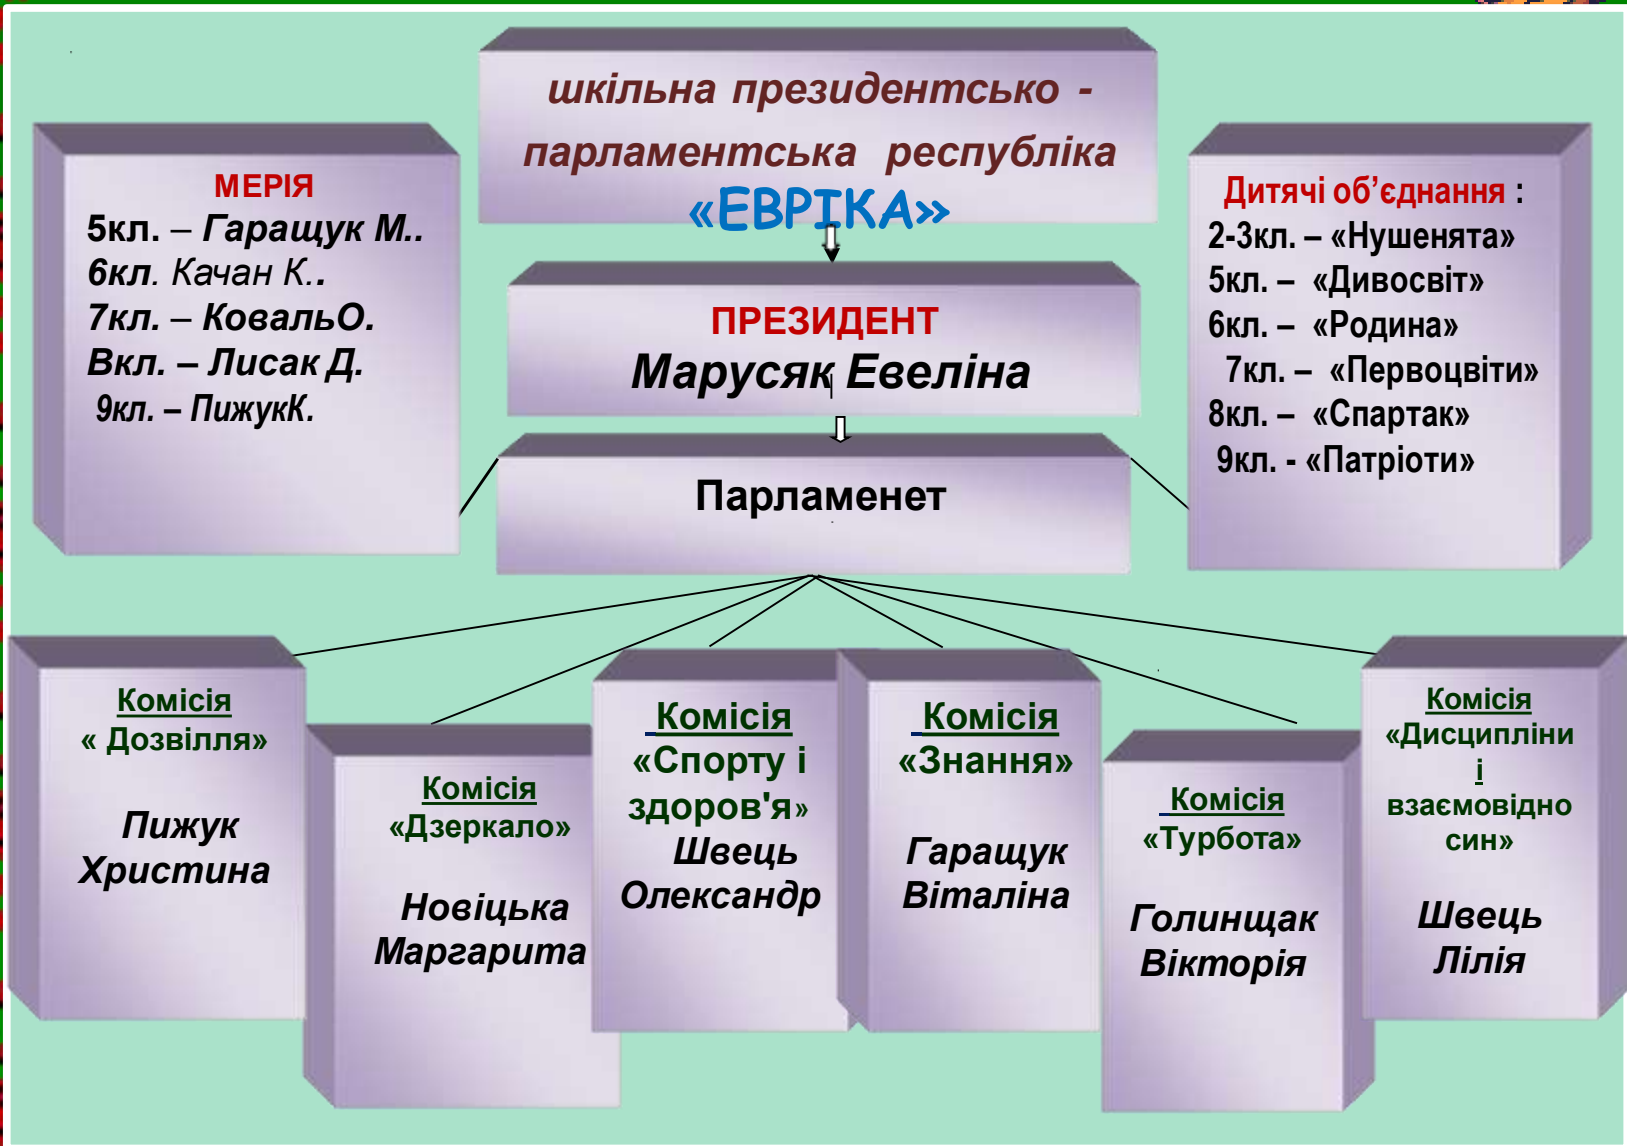 шкільна президентсько -
парламентська республіка
«ЕВРІКА»
МЕРІЯ
5кл. – Гаращук М..
6кл. Качан К..
7кл. – КовальО.
Вкл. – Лисак Д.
9кл. – ПижукК.
ПРЕЗИДЕНТ
Марусяк Евеліна
Дитячі об’єднання :
2-3кл. – «Нушенята»
5кл. – «Дивосвіт»
6кл. – «Родина»
7кл. – «Первоцвіти»
8кл. – «Спартак»
9кл. - «Патріоти»
Парламенет
Комісія
« Дозвілля»
Пижук
Христина
Комісія
«Дзеркало»
Новіцька
Маргарита
Комісія
«Спорту і
здоров'я»
Швець
Олександр
Комісія
«Знання»
Гаращук
Віталіна
Комісія
«Турбота»
Голинщак
Вікторія
Комісія
«Дисципліни
і
взаємовідно
син»
Швець
Лілія